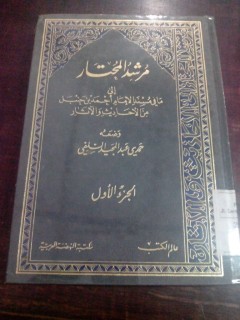 مرشد المحتار
إلى
ما في مسند الإمام أحمد بن حنبل
من الأحاديث والآثار
وضعه
حمدي عبد المجيد السلفي
الجزء الأول
عالم الكتب
مكتبة النهضة العربية